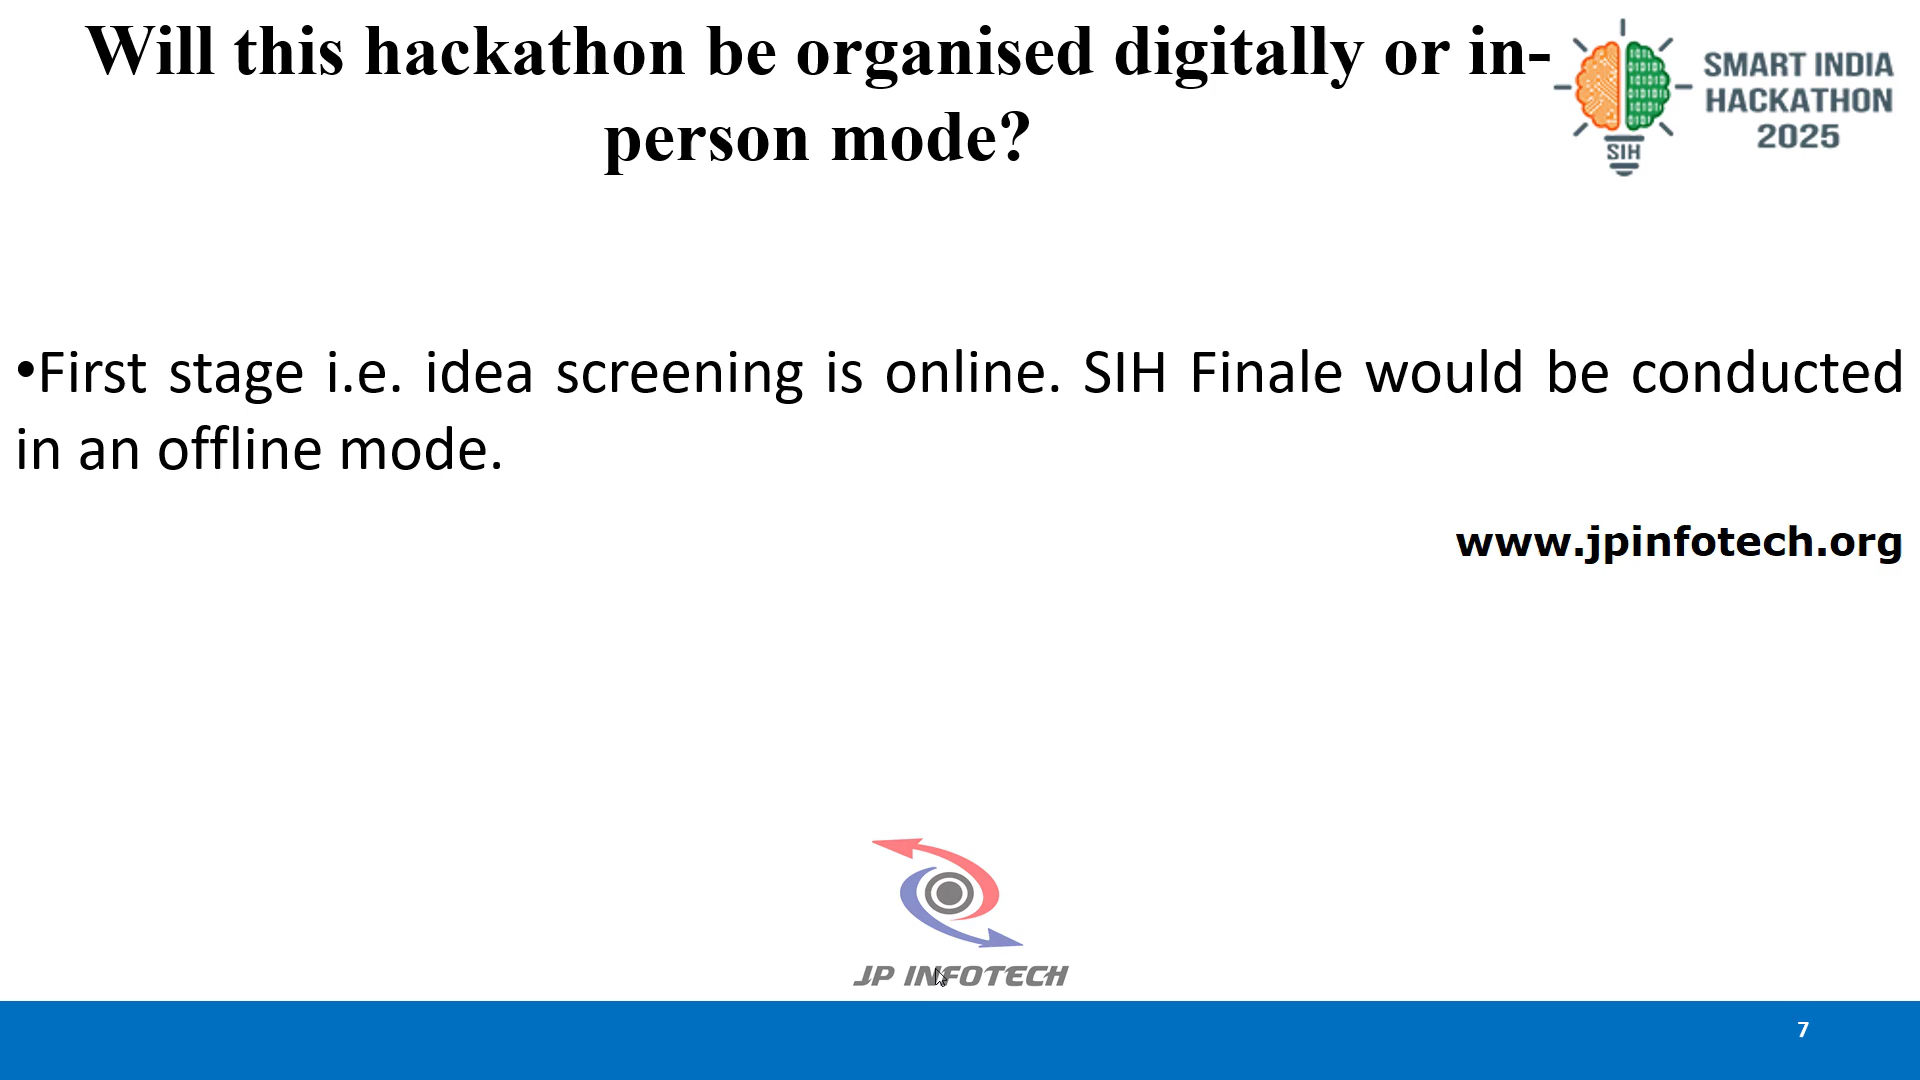 Will this hackathon be organised digitally or in-
person mode?
SMART INDIA
HACKATHON
2025
SIH
•First stage i.e. idea screening is online. SIH Finale would be conducted
in an offline mode.
www.jpinfotech.org
JP INFOTECH
7